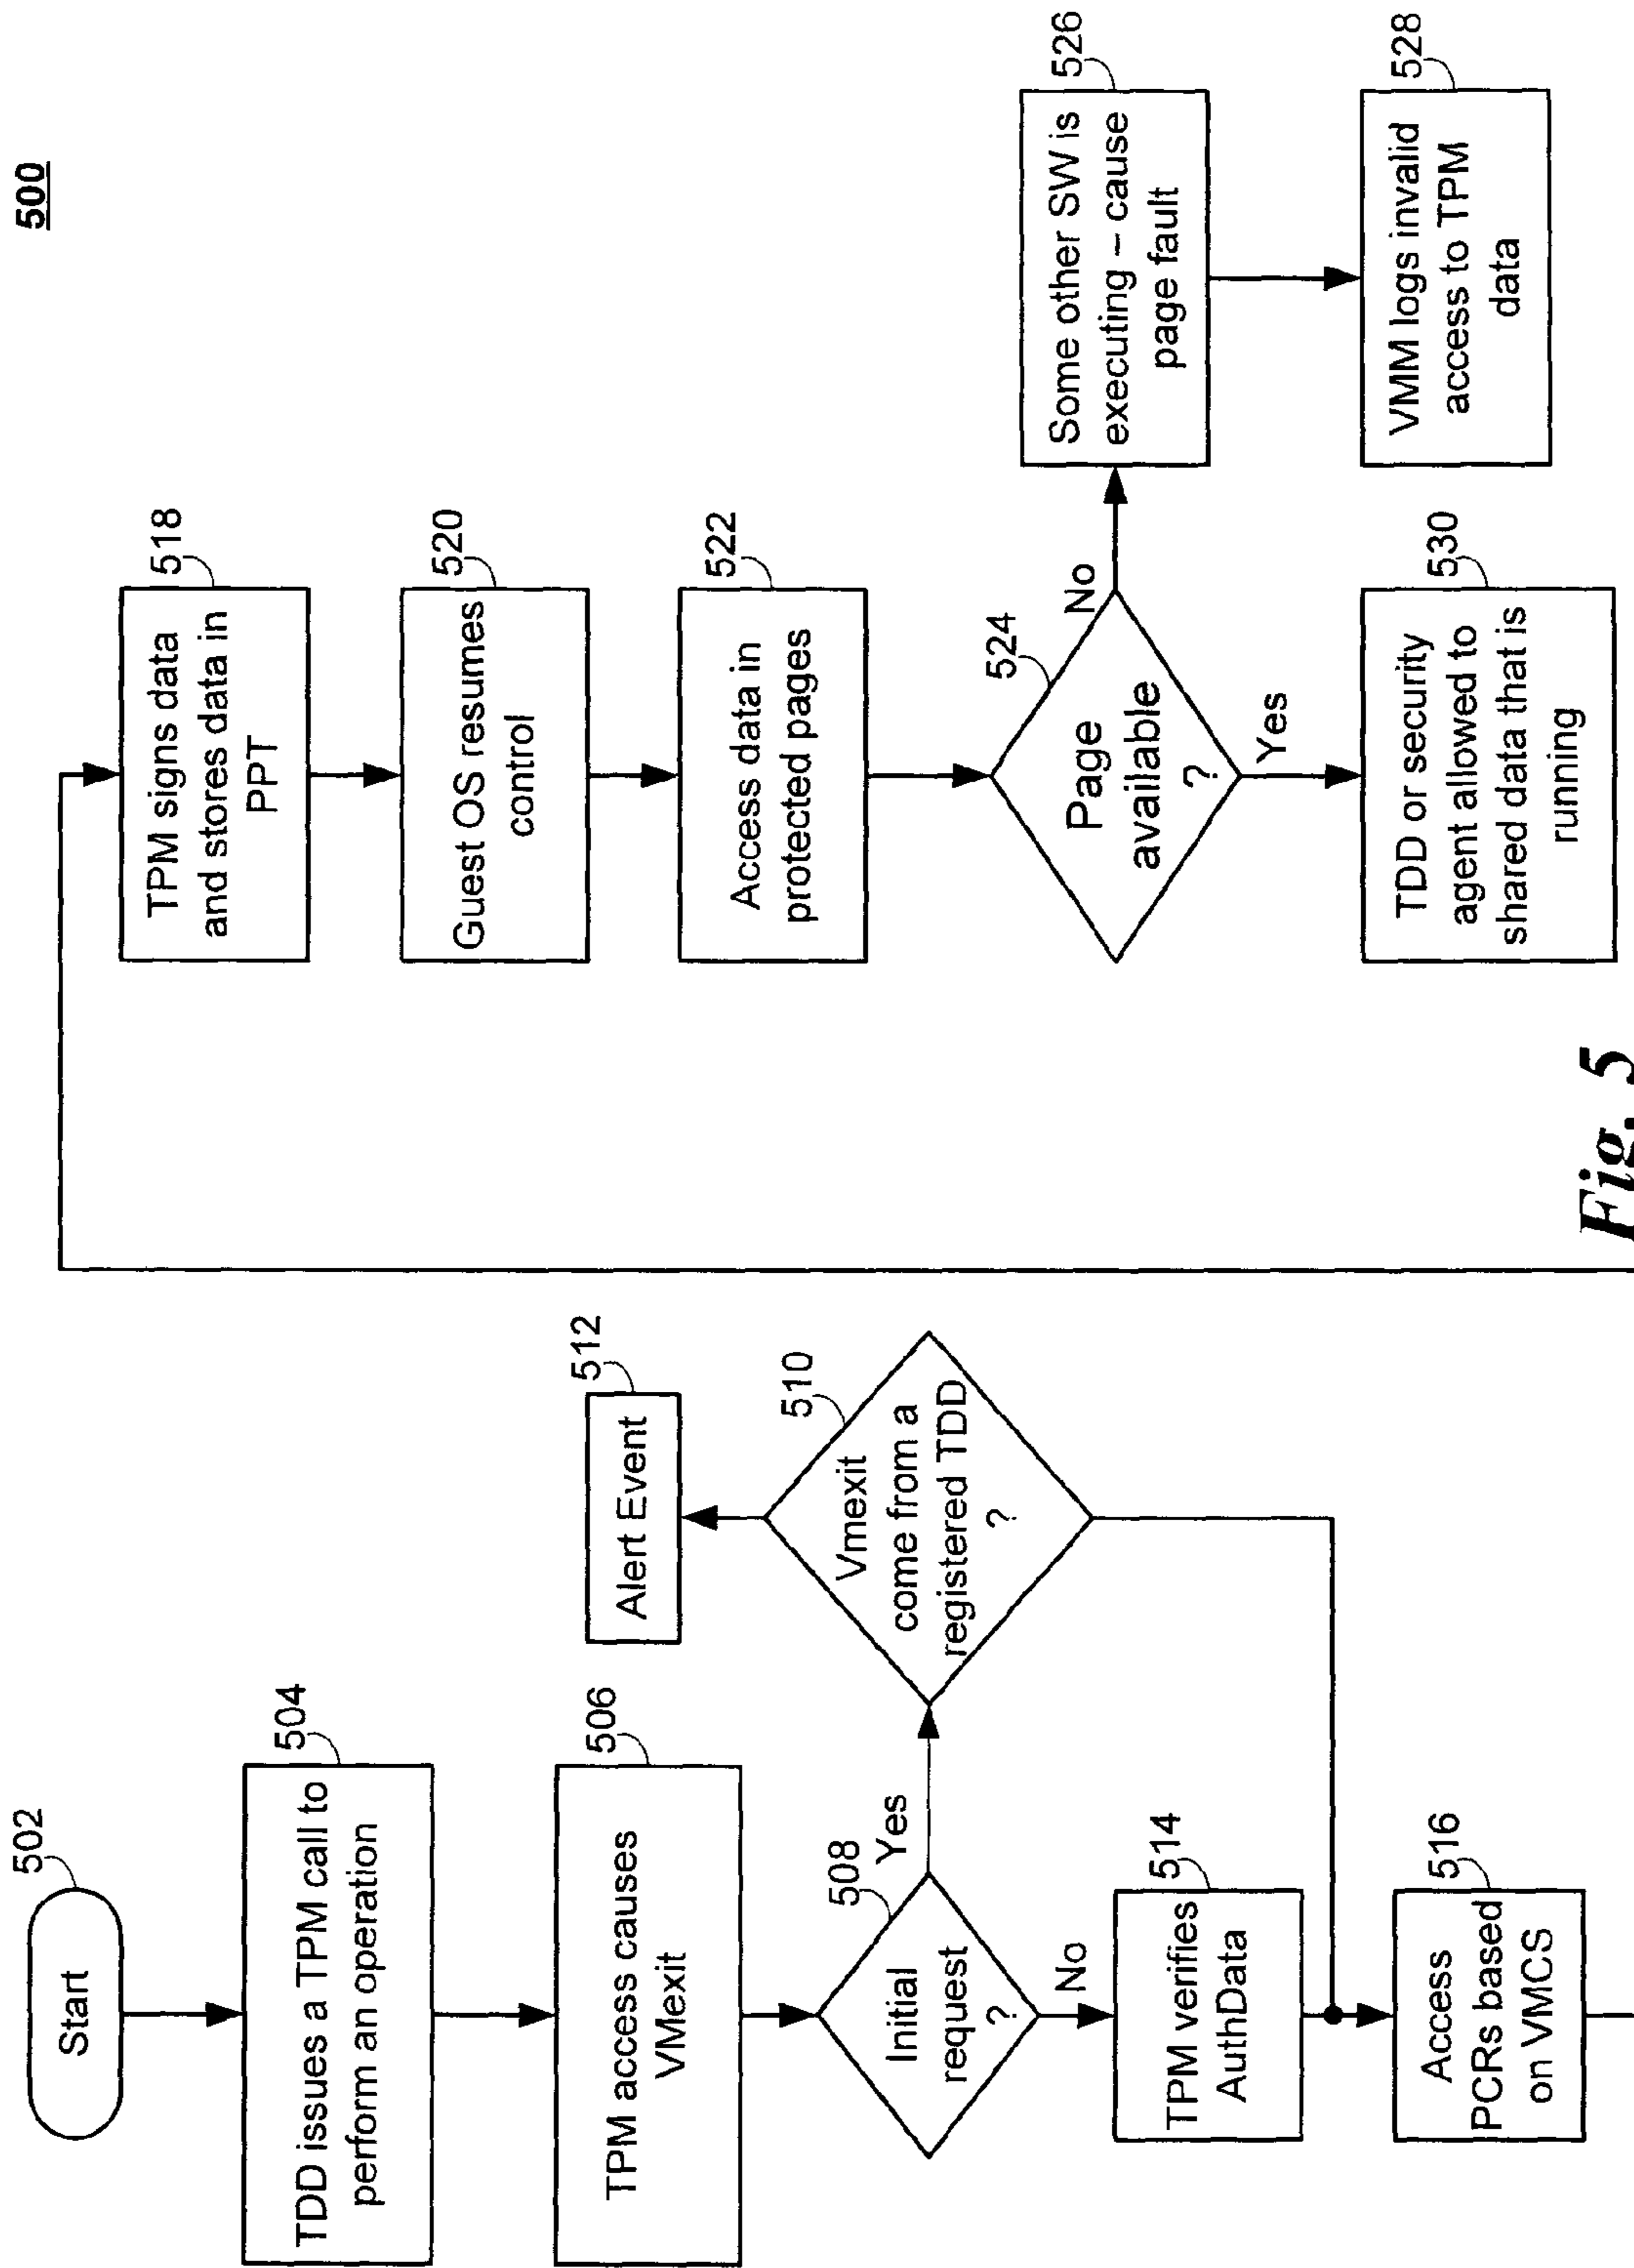 500
502
Start
504
TDD issues a TPM call to
perform an operation
506
TPM access causes
VMexit
508
Initial
request
?
Yes
No
510
Vmexit
come from a
registered TDD
?
512
Alert Event
514
TPM verifies
AuthData
516
Access
PCRs based
on VMCS
518
TPM signs data
and stores data in
PPT
520
Guest OS resumes
control
522
Access data in
protected pages
524
Page
available
?
No
Yes
526
Some other SW is
executing – cause
page fault
528
VMM logs invalid
access to TPM
data
530
TDD or security
agent allowed to
shared data that is
running
Fig. 5